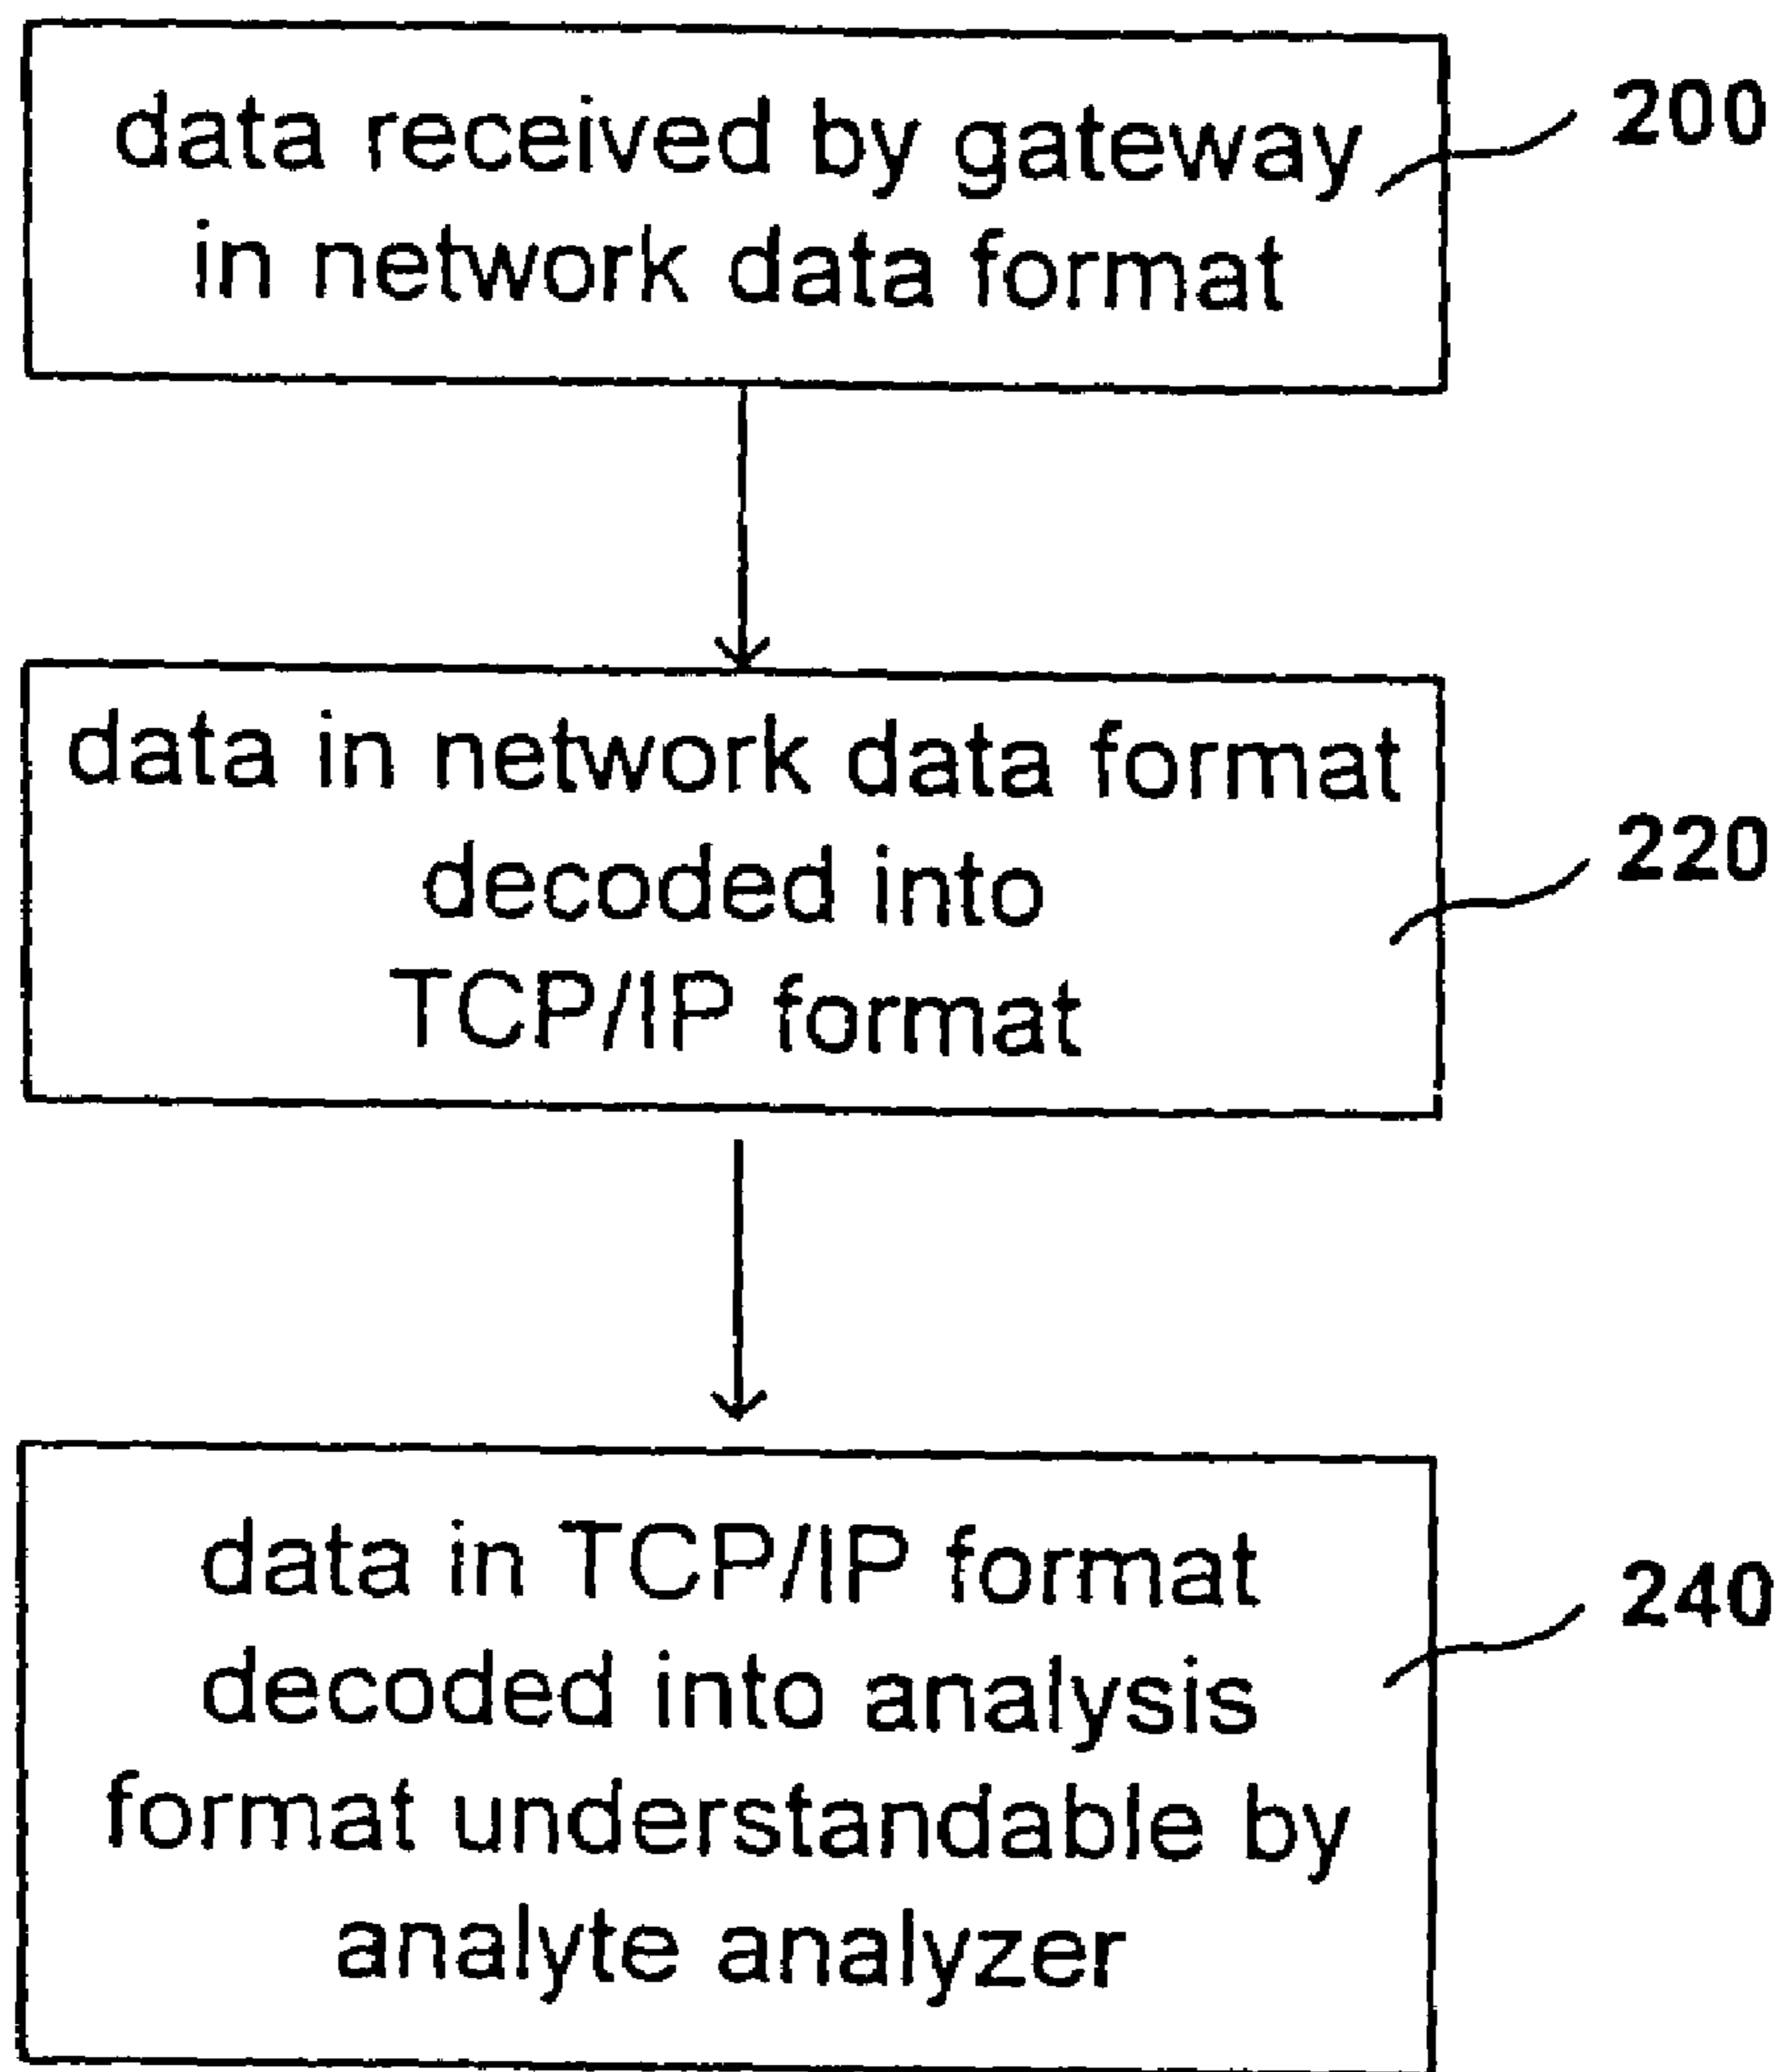 data received by gateway
in network data format
200
data in network data format
decoded into
TCP/IP format
220
data in TCP/IP format
decoded into analysis
format understandable by
analyte analyzer
240